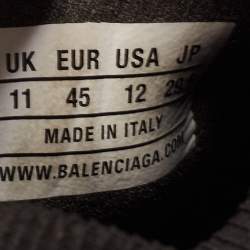 UK EUR USA JP
11 45 12
MADE IN ITALY
WWW.BALENCIAGA.COM